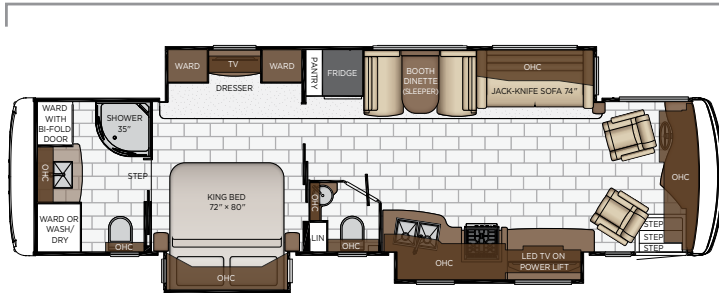 WARD
WITH
BI-FOLD
DOOR
SHOWER
35"
OHC
STEP
WARD OR
WASH/
DRY
OHC
WARD
TV
WARD
DRESSER
KING BED
72" × 80"
OHC
PANTRY
FRIDGE
BOOTH
DINETTE
(SLEEPER)
OHC
JACK-KNIFE SOFA 74"
OHC
LIN
OHC
OHC
LED TV ON
POWER LIFT
OHC
STEP
STEP
STEP